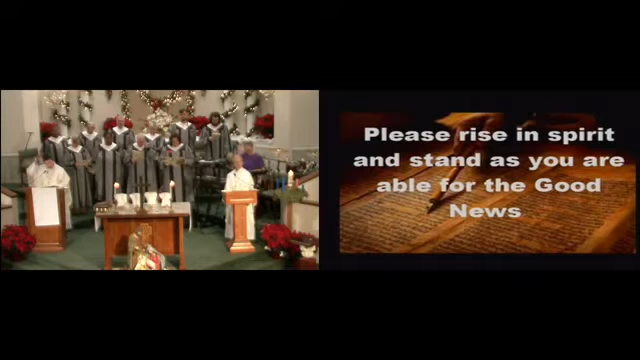 Please rise in spirit
and stand as you are
able for the Good
News